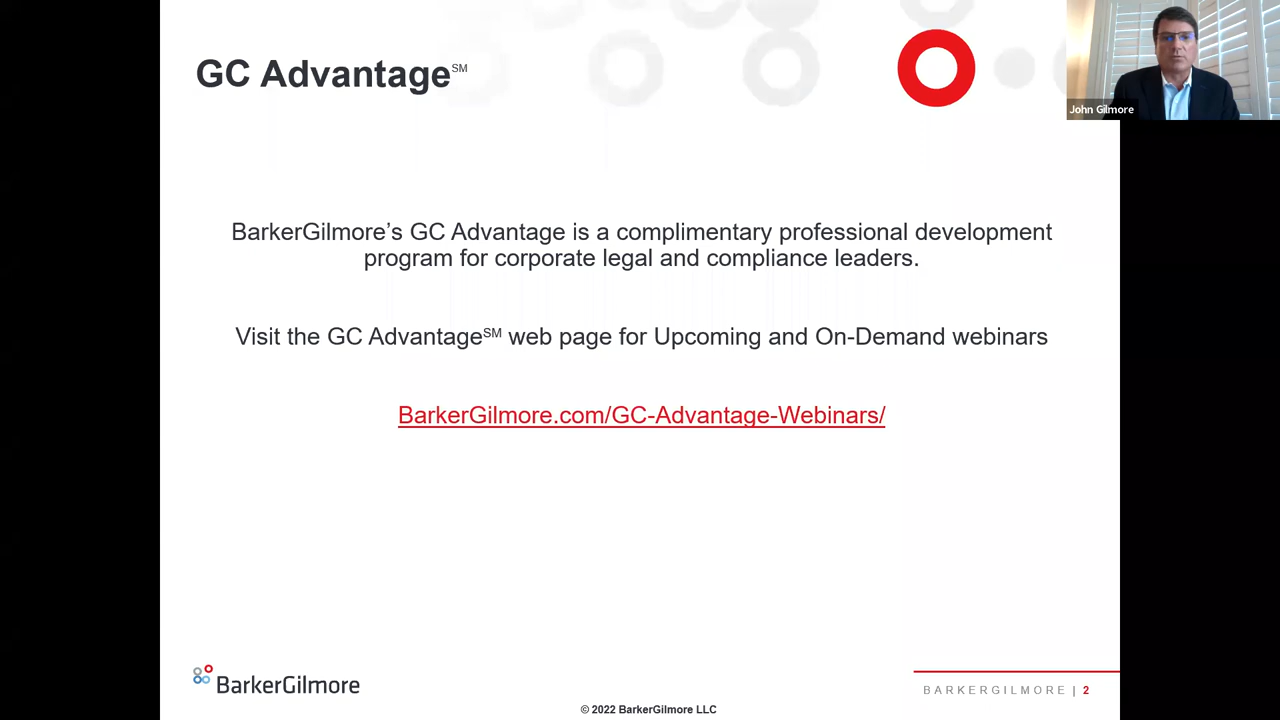 GC Advantage℠
John Gilmore
BarkerGilmore’s GC Advantage is a complimentary professional development
program for corporate legal and compliance leaders.
Visit the GC Advantage℠ web page for Upcoming and On-Demand webinars
BarkerGilmore.com/GC-Advantage-Webinars/
BarkerGilmore
© 2022 BarkerGilmore LLC
BARKERGILMORE | 2